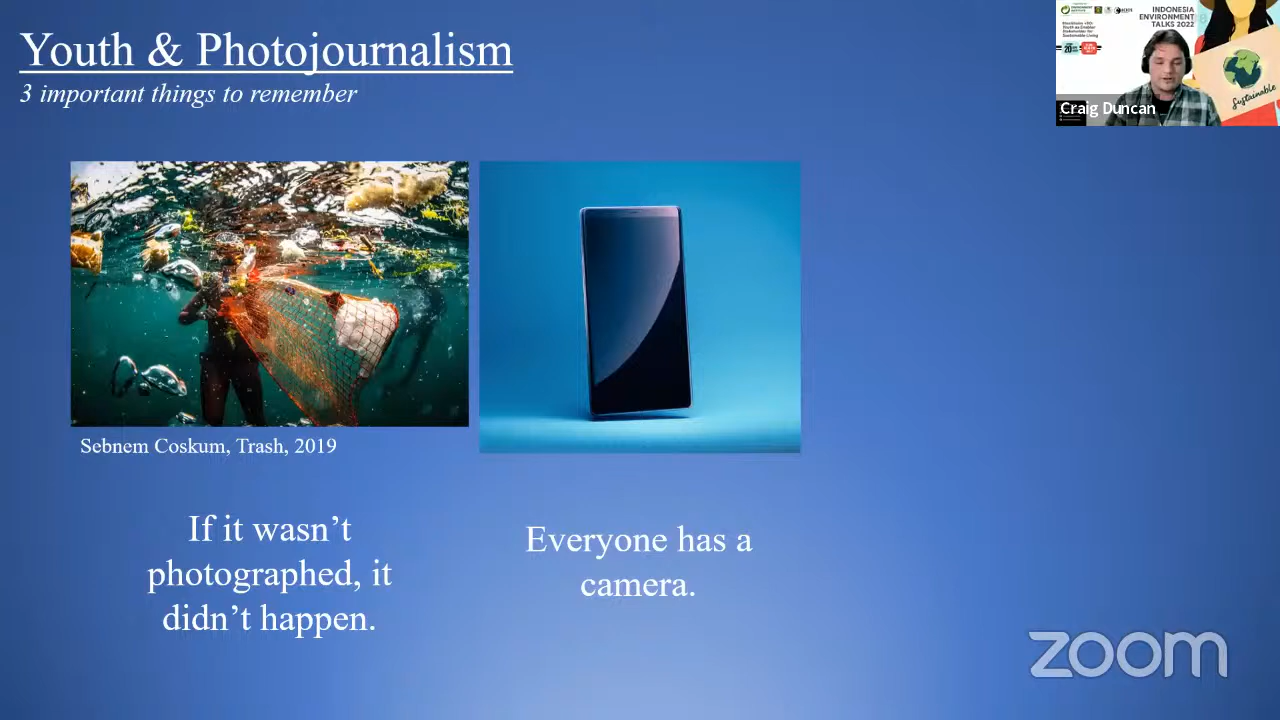 Youth & Photojournalism
3 important things to remember
INDONESIA
ENVIRONMENT
TALKS 2022
Sustainable
Craig Duncan
Sebnem Coskum, Trash, 2019
If it wasn’t
photographed, it
didn’t happen.
Everyone has a
camera.
zoom